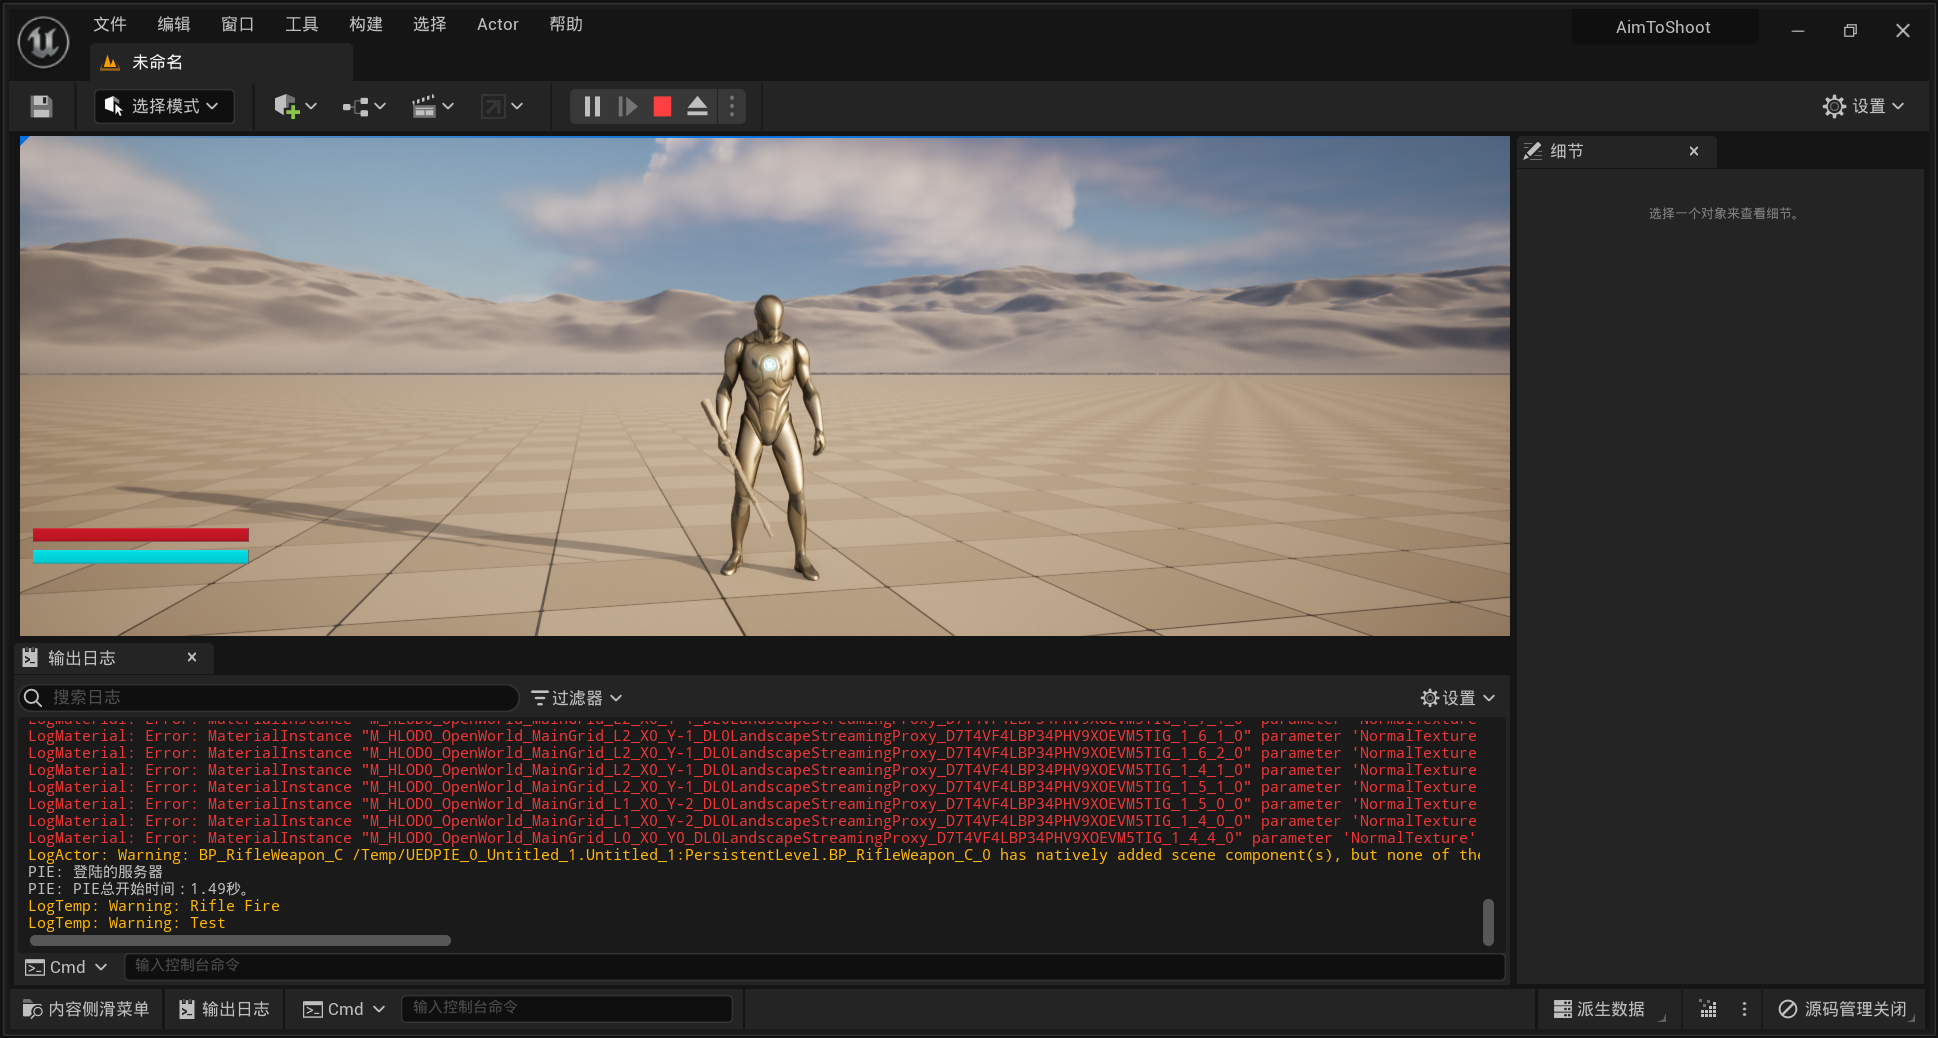 文件 编辑 窗口 工具 构建 选择 Actor 帮助
AimToShoot
未命名
选择模式
设置
细节
选择一个对象来查看细节。
输出日志
搜索日志
过滤器
设置
LogMaterial: Error: MaterialInstance "M_HLOD0_OpenWorld_MainGrid_L2_X0_Y-1_DL0LandscapeStreamingProxy_D7T4VF4LBP34PHV9XOEVM5TIG_1_7_1_0" parameter 'NormalTexture
LogMaterial: Error: MaterialInstance "M_HLOD0_OpenWorld_MainGrid_L2_X0_Y-1_DL0LandscapeStreamingProxy_D7T4VF4LBP34PHV9XOEVM5TIG_1_6_1_0" parameter 'NormalTexture
LogMaterial: Error: MaterialInstance "M_HLOD0_OpenWorld_MainGrid_L2_X0_Y-1_DL0LandscapeStreamingProxy_D7T4VF4LBP34PHV9XOEVM5TIG_1_6_2_0" parameter 'NormalTexture
LogMaterial: Error: MaterialInstance "M_HLOD0_OpenWorld_MainGrid_L2_X0_Y-1_DL0LandscapeStreamingProxy_D7T4VF4LBP34PHV9XOEVM5TIG_1_4_1_0" parameter 'NormalTexture
LogMaterial: Error: MaterialInstance "M_HLOD0_OpenWorld_MainGrid_L2_X0_Y-1_DL0LandscapeStreamingProxy_D7T4VF4LBP34PHV9XOEVM5TIG_1_5_1_0" parameter 'NormalTexture
LogMaterial: Error: MaterialInstance "M_HLOD0_OpenWorld_MainGrid_L1_X0_Y-2_DL0LandscapeStreamingProxy_D7T4VF4LBP34PHV9XOEVM5TIG_1_5_0_0" parameter 'NormalTexture
LogMaterial: Error: MaterialInstance "M_HLOD0_OpenWorld_MainGrid_L1_X0_Y-2_DL0LandscapeStreamingProxy_D7T4VF4LBP34PHV9XOEVM5TIG_1_4_0_0" parameter 'NormalTexture
LogMaterial: Error: MaterialInstance "M_HLOD0_OpenWorld_MainGrid_L0_X0_Y0_DL0LandscapeStreamingProxy_D7T4VF4LBP34PHV9XOEVM5TIG_1_4_4_0" parameter 'NormalTexture'
LogActor: Warning: BP_RifleWeapon_C /Temp/UEDPIE_0_Untitled_1.Untitled_1:PersistentLevel.BP_RifleWeapon_C_0 has natively added scene component(s), but none of the
PIE: 登陆的服务器
PIE: PIE总开始时间：1.49秒。
LogTemp: Warning: Rifle Fire
LogTemp: Warning: Test
Cmd 输入控制台命令
内容侧滑菜单 输出日志 Cmd 输入控制台命令 派生数据 源码管理关闭